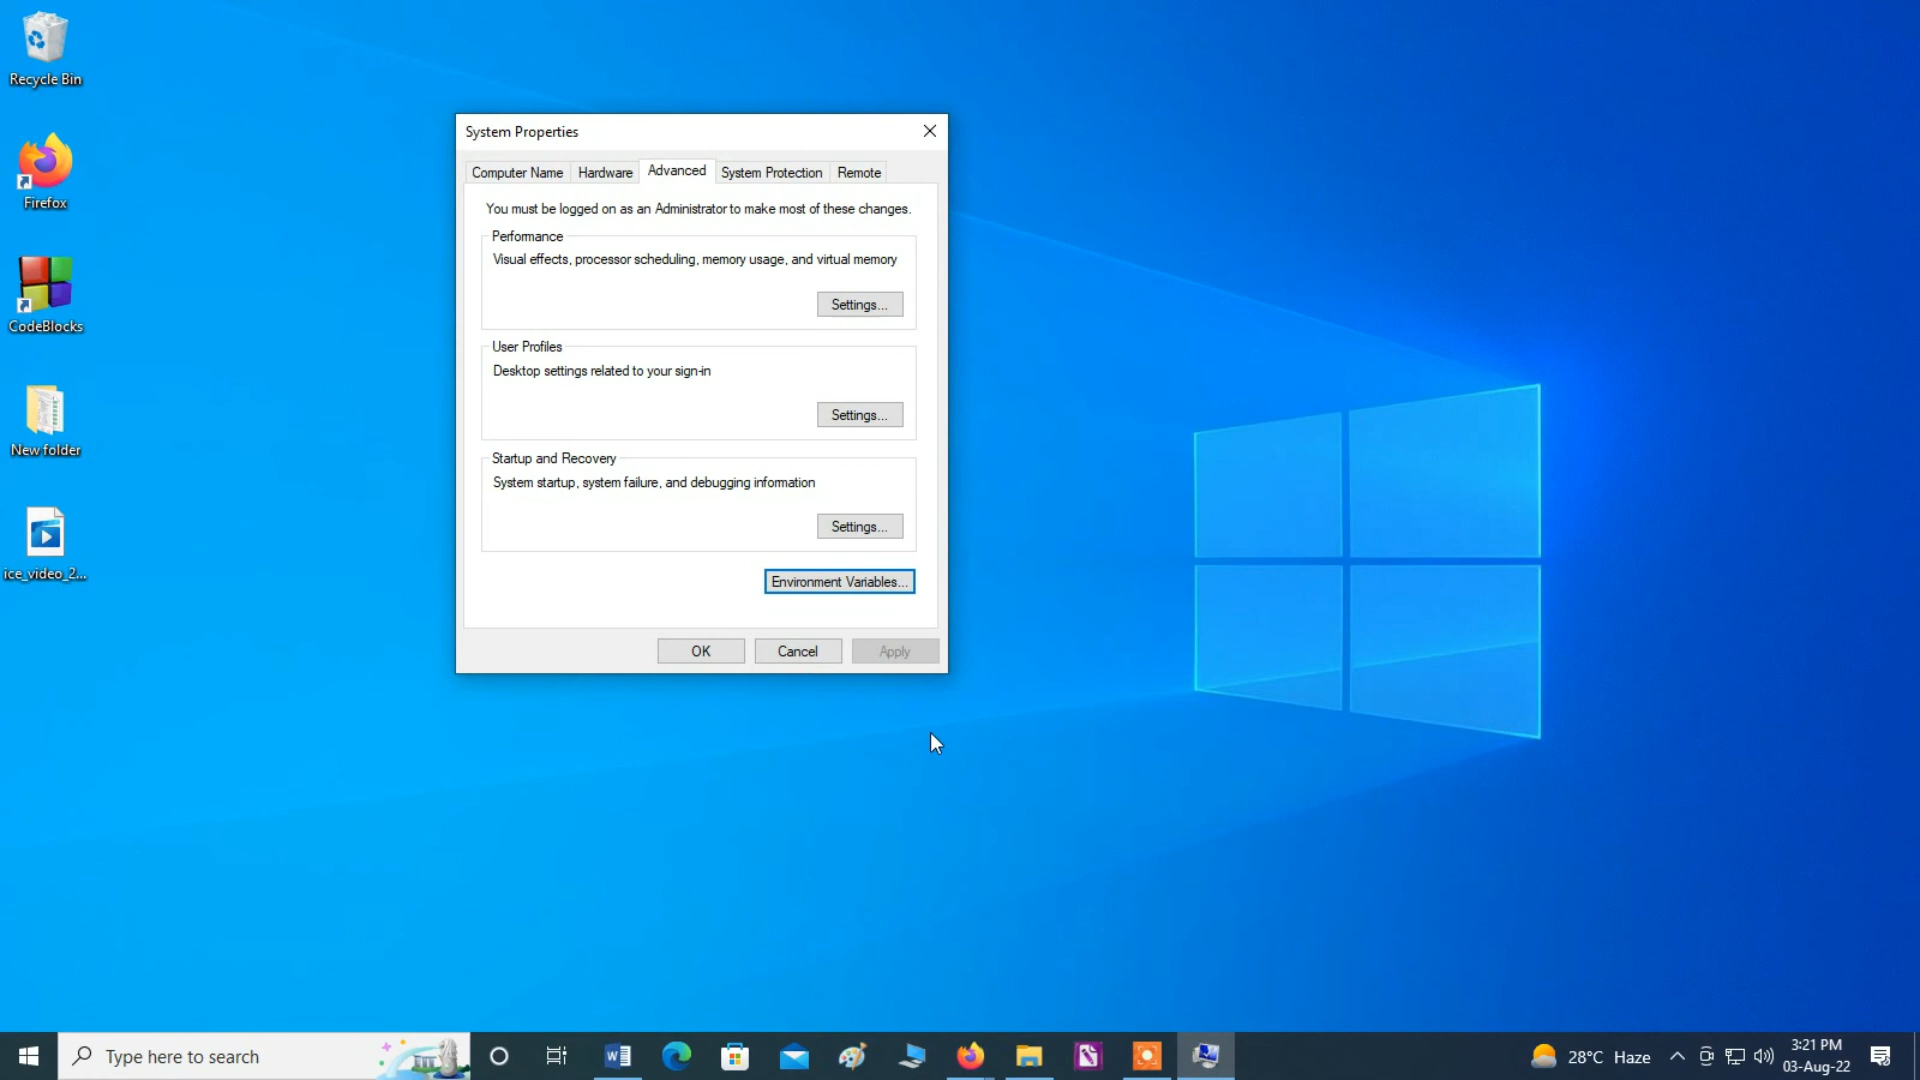 Recycle Bin
Firefox
CodeBlocks
New folder
ice_video_2...
System Properties
Computer Name Hardware Advanced System Protection Remote
You must be logged on as an Administrator to make most of these changes.
Performance
Visual effects, processor scheduling, memory usage, and virtual memory
Settings...
User Profiles
Desktop settings related to your sign-in
Settings...
Startup and Recovery
System startup, system failure, and debugging information
Settings...
Environment Variables...
OK Cancel Apply
Type here to search
28°C Haze
3:21 PM
03-Aug-22